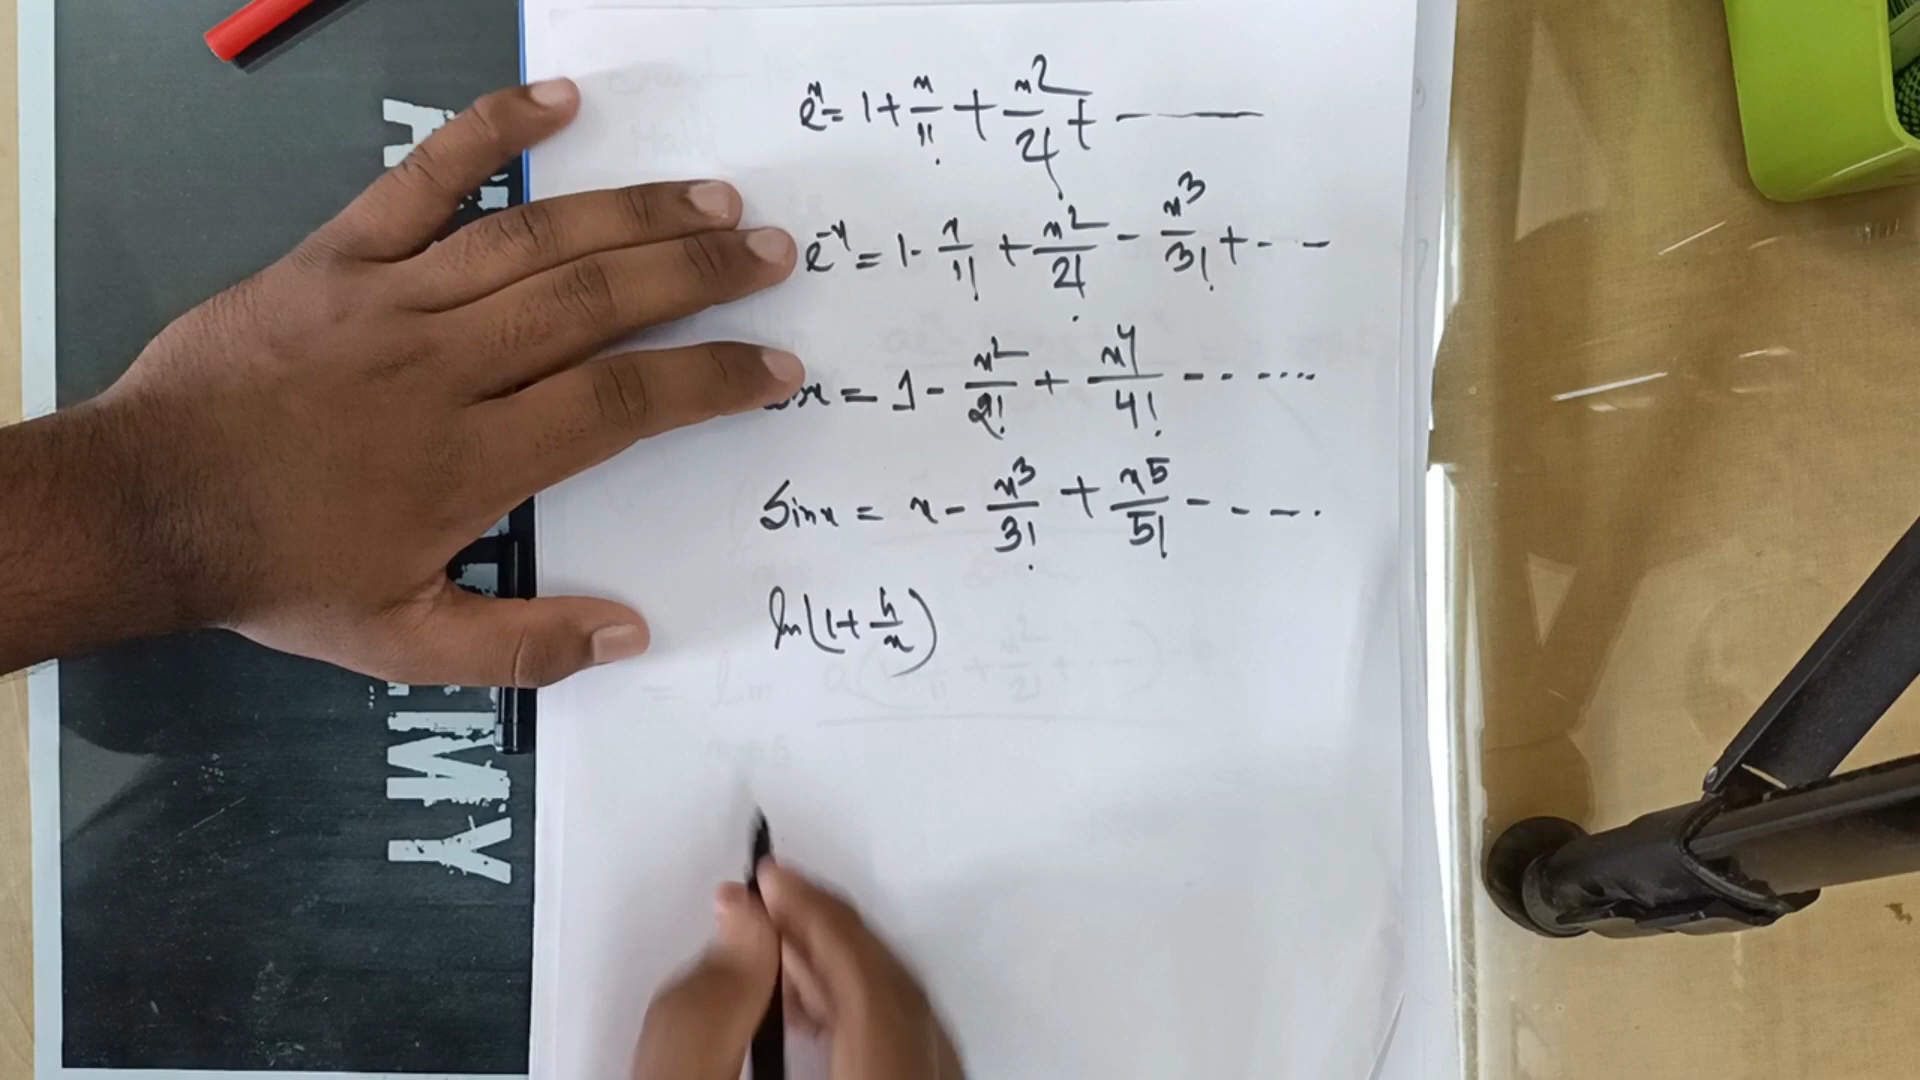 e^x = 1 + x/1! + x^2/2! + -----
e^-x = 1 - x/1! + x^2/2! - x^3/3! + - - -
x = 1 - x^2/2! + x^4/4! - - - ....
Sin x = x - x^3/3! + x^5/5! - - - - .
ln(1 + h/x)